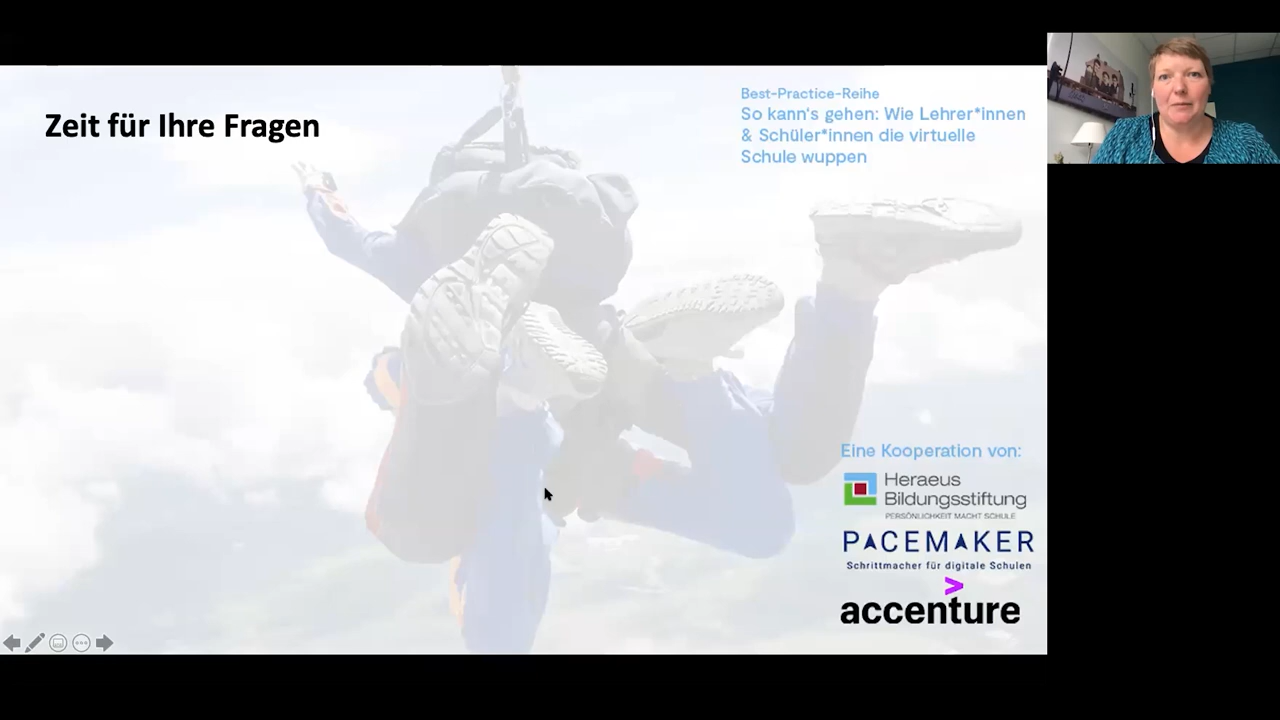 Zeit für Ihre Fragen
Best-Practice-Reihe
So kann's gehen: Wie Lehrer*innen
& Schüler*innen die virtuelle
Schule wuppen
Eine Kooperation von:
Heraeus
Bildungsstiftung
PERSÖNLICHKEIT MACHT SCHULE
PACEMAKER
Schrittmacher für digitale Schulen
>
accenture